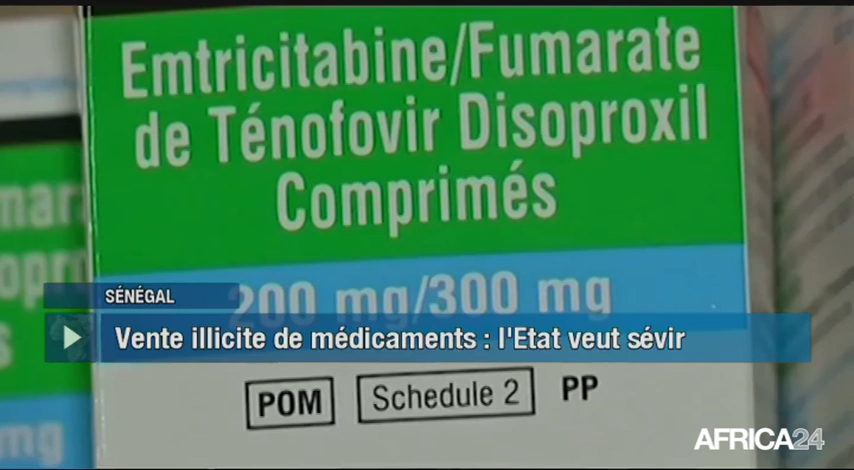 Emtricitabine/Fumarate
de Ténofovir Disoproxil
Comprimés
200 mg/300 mg
SÉNÉGAL
Vente illicite de médicaments : l'Etat veut sévir
POM Schedule 2 PP
mg
AFRICA24